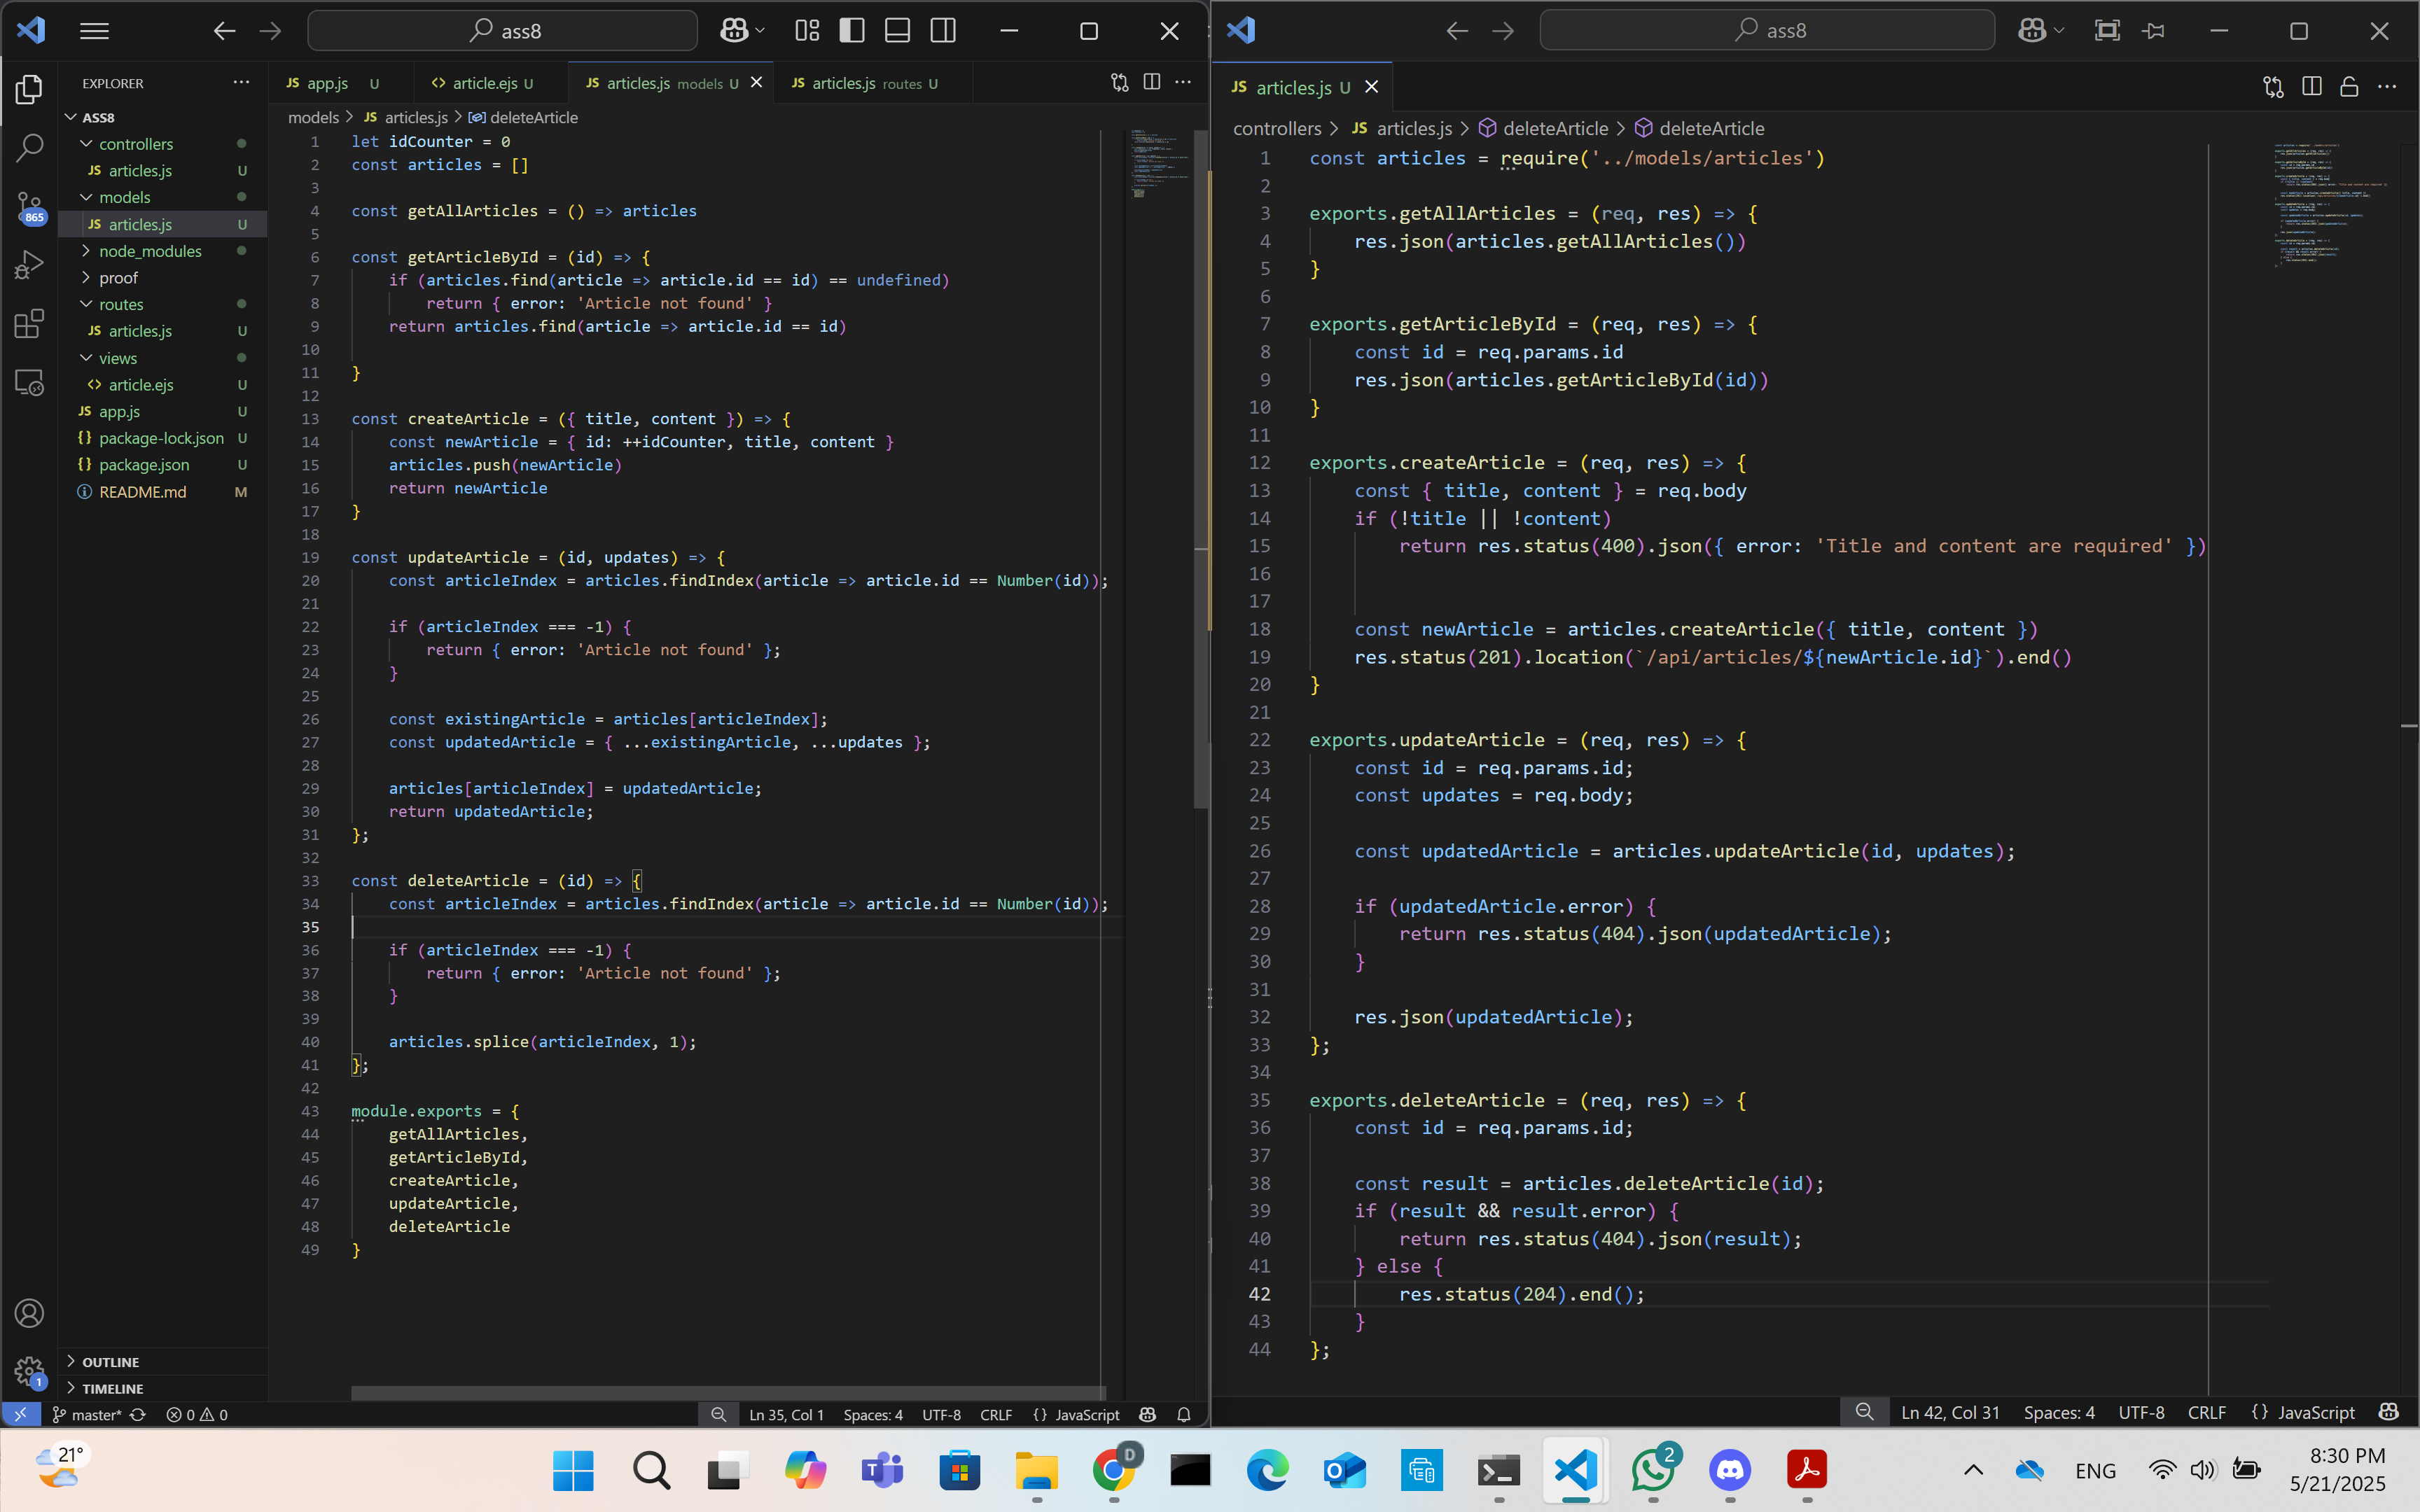 ass8
EXPLORER
ASS8
controllers
JS articles.js U
models
JS articles.js U
node_modules
proof
routes
JS articles.js U
views
<> article.ejs U
JS app.js U
{} package-lock.json U
{} package.json U
README.md M
865
1
OUTLINE
TIMELINE
JS app.js U
<> article.ejs U
JS articles.js models U
JS articles.js routes U
models > JS articles.js > deleteArticle
1 let idCounter = 0
2 const articles = []
3
4 const getAllArticles = () => articles
5
6 const getArticleById = (id) => {
7 if (articles.find(article => article.id == id) == undefined)
8 return { error: 'Article not found' }
9 return articles.find(article => article.id == id)
10
11 }
12
13 const createArticle = ({ title, content }) => {
14 const newArticle = { id: ++idCounter, title, content }
15 articles.push(newArticle)
16 return newArticle
17 }
18
19 const updateArticle = (id, updates) => {
20 const articleIndex = articles.findIndex(article => article.id == Number(id));
21
22 if (articleIndex === -1) {
23 return { error: 'Article not found' };
24 }
25
26 const existingArticle = articles[articleIndex];
27 const updatedArticle = { ...existingArticle, ...updates };
28
29 articles[articleIndex] = updatedArticle;
30 return updatedArticle;
31 };
32
33 const deleteArticle = (id) => {
34 const articleIndex = articles.findIndex(article => article.id == Number(id));
35
36 if (articleIndex === -1) {
37 return { error: 'Article not found' };
38 }
39
40 articles.splice(articleIndex, 1);
41 };
42
43 module.exports = {
44 getAllArticles,
45 getArticleById,
46 createArticle,
47 updateArticle,
48 deleteArticle
49 }
master* 0 0 Ln 35, Col 1 Spaces: 4 UTF-8 CRLF {} JavaScript
ass8
JS articles.js U
controllers > JS articles.js > deleteArticle > deleteArticle
1 const articles = require('../models/articles')
2
3 exports.getAllArticles = (req, res) => {
4 res.json(articles.getAllArticles())
5 }
6
7 exports.getArticleById = (req, res) => {
8 const id = req.params.id
9 res.json(articles.getArticleById(id))
10 }
11
12 exports.createArticle = (req, res) => {
13 const { title, content } = req.body
14 if (!title || !content)
15 return res.status(400).json({ error: 'Title and content are required' })
16
17
18 const newArticle = articles.createArticle({ title, content })
19 res.status(201).location(`/api/articles/${newArticle.id}`).end()
20 }
21
22 exports.updateArticle = (req, res) => {
23 const id = req.params.id;
24 const updates = req.body;
25
26 const updatedArticle = articles.updateArticle(id, updates);
27
28 if (updatedArticle.error) {
29 return res.status(404).json(updatedArticle);
30 }
31
32 res.json(updatedArticle);
33 };
34
35 exports.deleteArticle = (req, res) => {
36 const id = req.params.id;
37
38 const result = articles.deleteArticle(id);
39 if (result && result.error) {
40 return res.status(404).json(result);
41 } else {
42 res.status(204).end();
43 }
44 };
Ln 42, Col 31 Spaces: 4 UTF-8 CRLF {} JavaScript
21°
D
2
ENG
8:30 PM
5/21/2025